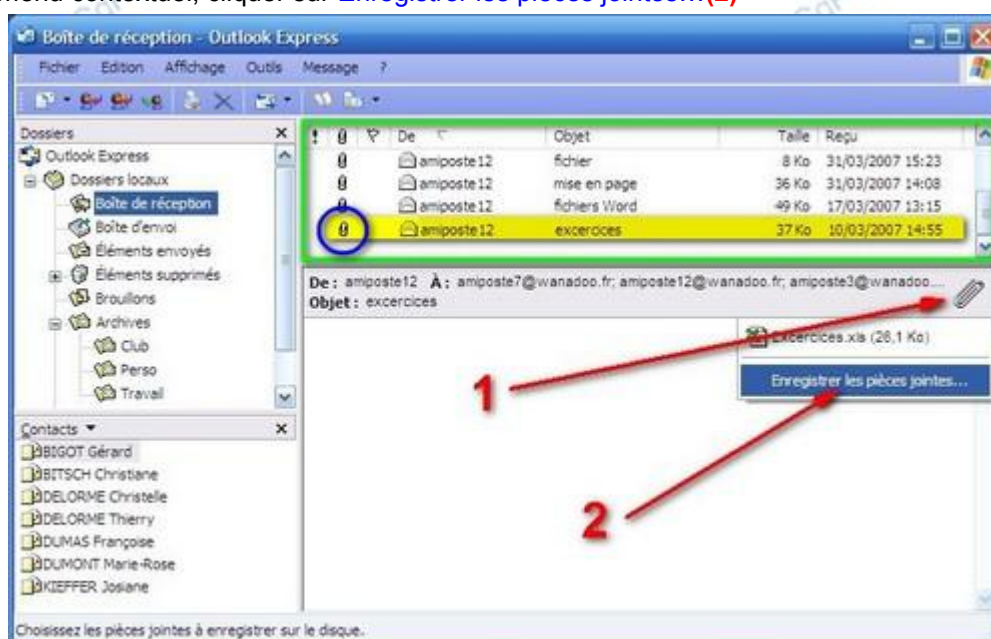 menu contextuel, cliquer sur Enregistrer les pièces jointes…(2)
Boîte de réception - Outlook Express
Fichier Edition Affichage Outils Message ?
Dossiers
Outlook Express
Dossiers locaux
Boîte de réception
Boîte d'envoi
Éléments envoyés
Éléments supprimés
Brouillons
Archives
Club
Perso
Travail
Contacts
BIGOT Gérard
BITSCH Christiane
DELORME Christelle
DELORME Thierry
DUMAS Françoise
DUMONT Marie-Rose
KIEFFER Josiane
! De Objet Taille Reçu
amiposte12 fichier 8 Ko 31/03/2007 15:23
amiposte12 mise en page 36 Ko 31/03/2007 14:08
amiposte12 fichiers Word 49 Ko 17/03/2007 13:15
amiposte12 excercices 37 Ko 10/03/2007 14:55
De : amiposte12 À : amiposte7@wanadoo.fr; amiposte12@wanadoo.fr; amiposte3@wanadoo....
Objet : excercices
Excercices.xls (26,1 Ko)
Enregistrer les pièces jointes...
1
2
Choisissez les pièces jointes à enregistrer sur le disque.